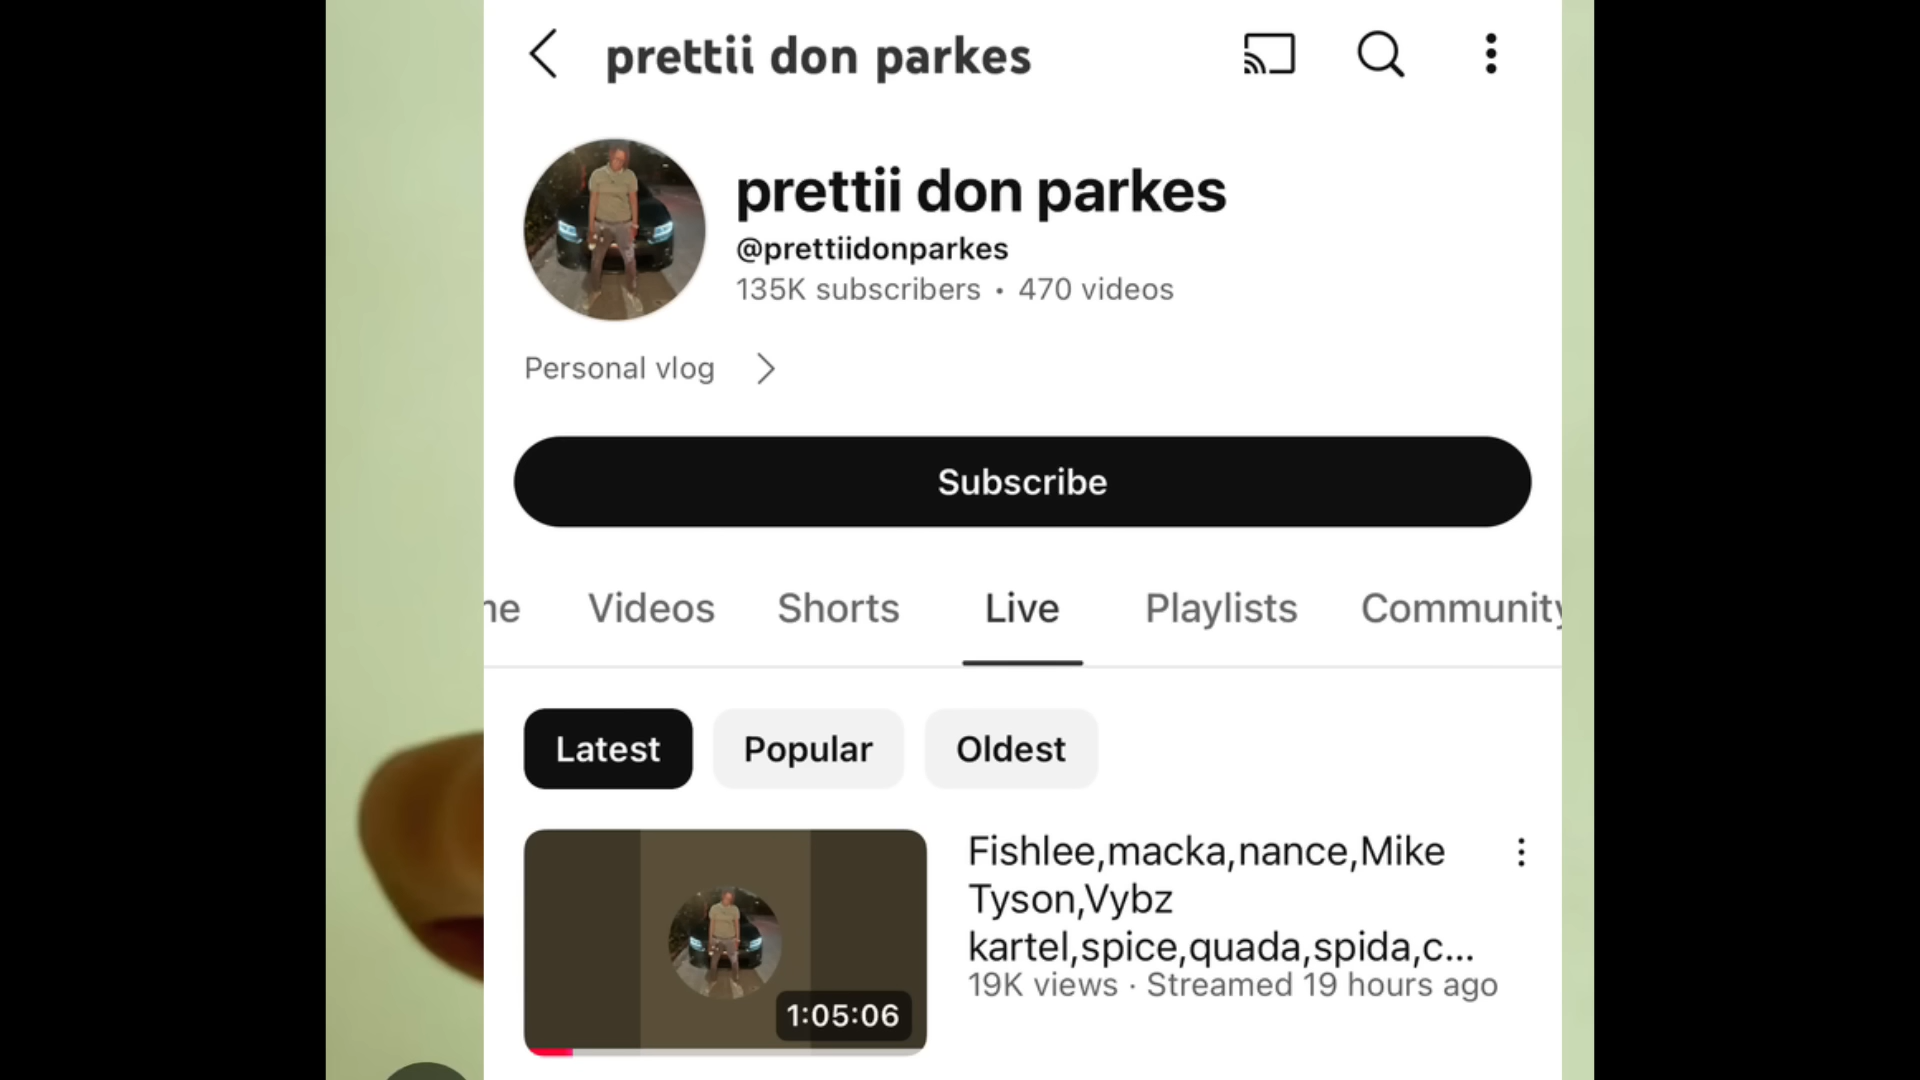 prettii don parkes
prettii don parkes
@prettiidonparkes
135K subscribers • 470 videos
Personal vlog
Subscribe
ne Videos Shorts Live Playlists Community
Latest Popular Oldest
Fishlee,macka,nance,Mike
Tyson,Vybz
kartel,spice,quada,spida,c...
19K views · Streamed 19 hours ago
1:05:06